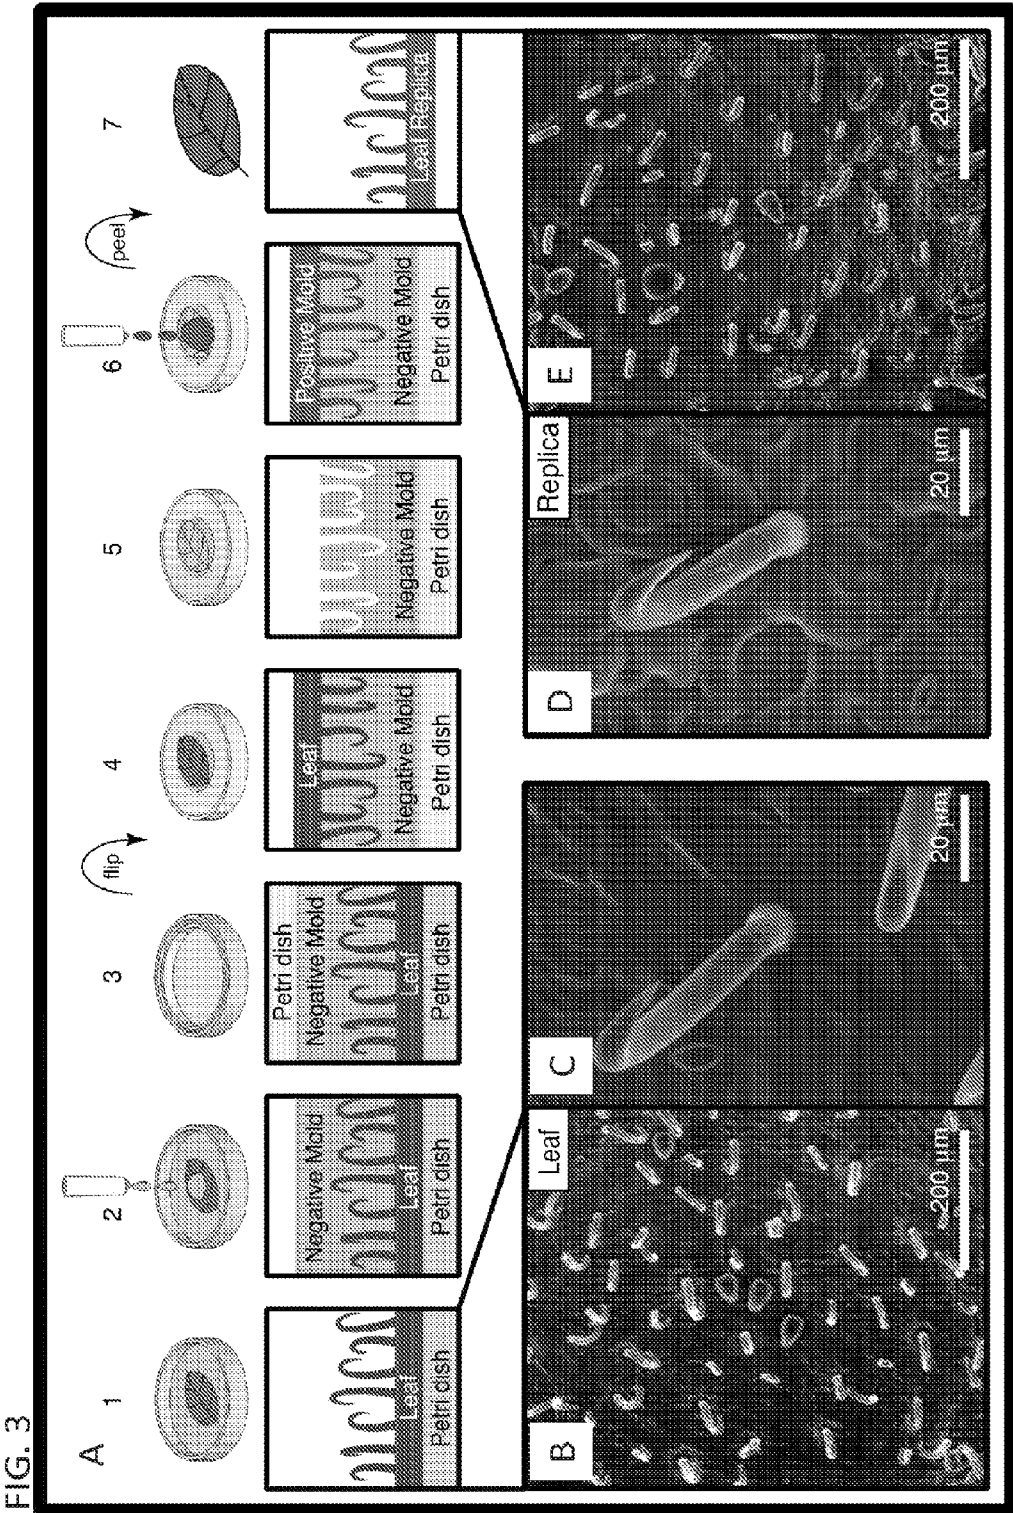 FIG. 3
A
1
2
3
flip
4
5
6
peel
7
Leaf
Petri dish
Negative Mold
Leaf
Petri dish
Petri dish
Negative Mold
Leaf
Petri dish
Leaf
Negative Mold
Petri dish
Negative Mold
Petri dish
Positive Mold
Negative Mold
Petri dish
Leaf Replica
B
Leaf
200 µm
C
20 µm
D
Replica
20 µm
E
200 µm